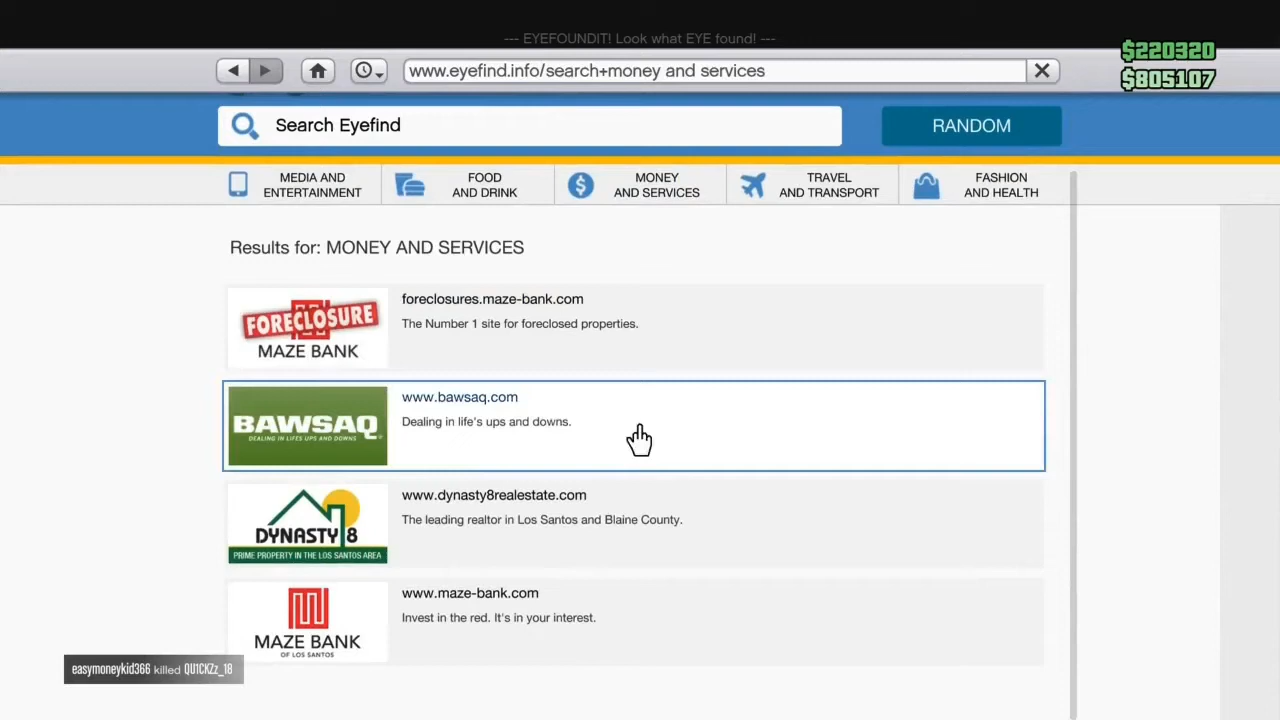 --- EYEFOUNDIT! Look what EYE found! ---
$220320
$805107
www.eyefind.info/search+money and services
Search Eyefind
RANDOM
MEDIA AND
ENTERTAINMENT
FOOD
AND DRINK
MONEY
AND SERVICES
TRAVEL
AND TRANSPORT
FASHION
AND HEALTH
Results for: MONEY AND SERVICES
FORECLOSURE
MAZE BANK
foreclosures.maze-bank.com
The Number 1 site for foreclosed properties.
BAWSAQ
DEALING IN LIFES UPS AND DOWNS
www.bawsaq.com
Dealing in life's ups and downs.
DYNASTY 8
PRIME PROPERTY IN THE LOS SANTOS AREA
www.dynasty8realestate.com
The leading realtor in Los Santos and Blaine County.
MAZE BANK
OF LOS SANTOS
www.maze-bank.com
Invest in the red. It's in your interest.
easymoneykid366 killed QU1CKZz_18